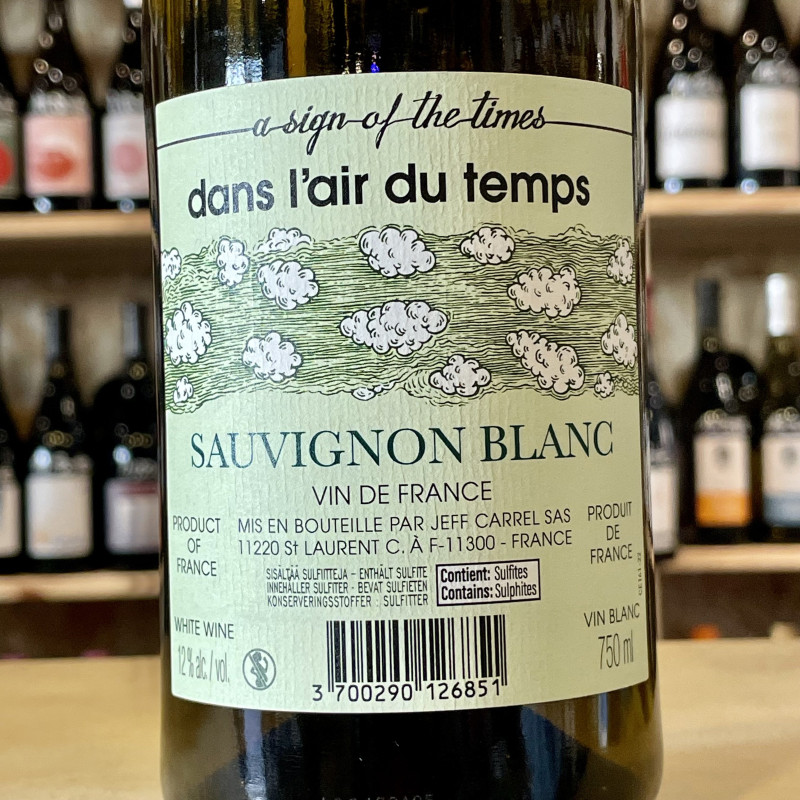 a sign of the times
dans l'air du temps
SAUVIGNON BLANC
VIN DE FRANCE
PRODUCT
OF
FRANCE
MIS EN BOUTEILLE PAR JEFF CARREL SAS
11220 St LAURENT C. À F-11300 - FRANCE
PRODUIT
DE
FRANCE
SISÄLTÄÄ SULFIITTEJA - ENTHÄLT SULFITE
INNEHÅLLER SULFITER - BEVAT SULFIETEN
KONSERVERINGSSTOFFER : SULFITTER
Contient: Sulfites
Contains: Sulphites
WHITE WINE
12 % alc. / vol.
VIN BLANC
750 ml
3 700290 126851